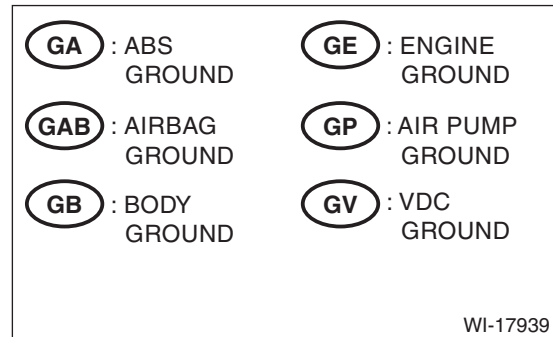 GA : ABS
GROUND
GAB : AIRBAG
GROUND
GB : BODY
GROUND
GE : ENGINE
GROUND
GP : AIR PUMP
GROUND
GV : VDC
GROUND
WI-17939